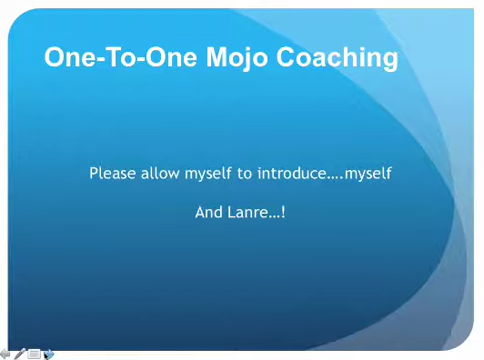 One-To-One Mojo Coaching
Please allow myself to introduce….myself
And Lanre…!